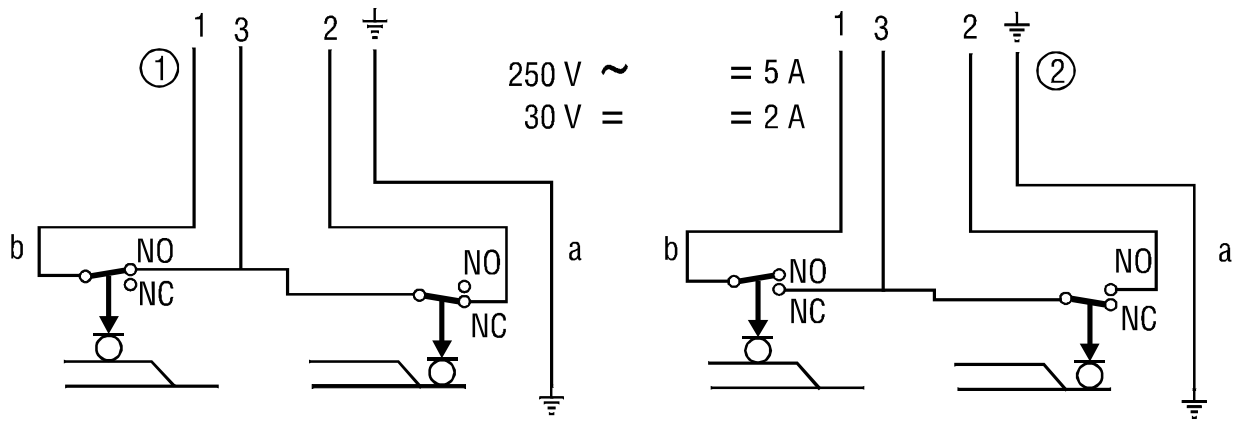 1 3 2
①
250 V ~ = 5 A
30 V = = 2 A
1 3 2
②
b
NO
NC
NO
NC
a
b
NO
NC
NO
NC
a